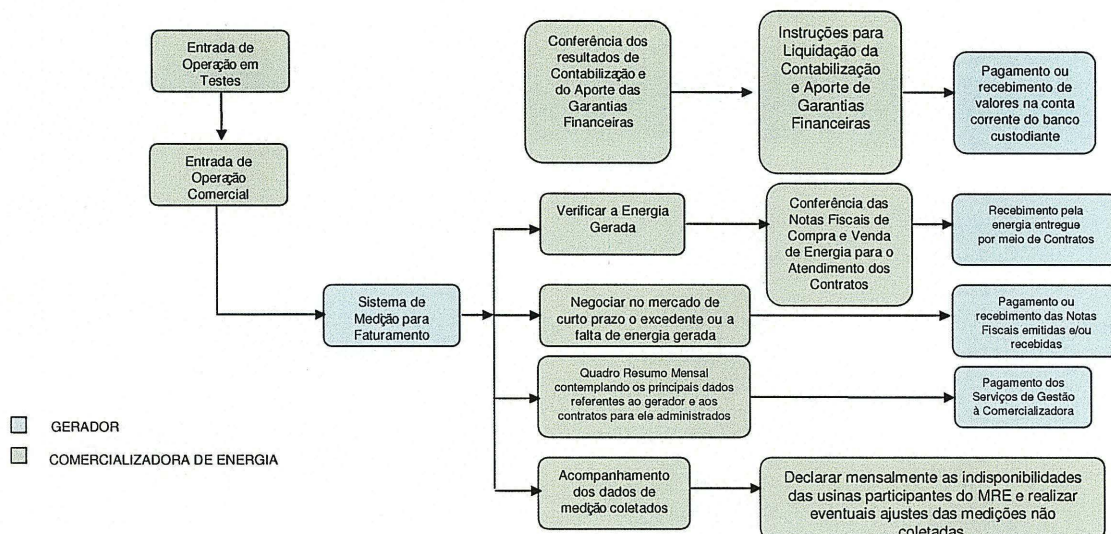 Entrada de
Operação em
Testes
Entrada de
Operação
Comercial
Conferência dos
resultados de
Contabilização e
do Aporte das
Garantias
Financeiras
Instruções para
Liquidação da
Contabilização
e Aporte de
Garantias
Financeiras
Pagamento ou
recebimento de
valores na conta
corrente do banco
custodiante
Verificar a Energia
Gerada
Conferência das
Notas Fiscais de
Compra e Venda
de Energia para o
Atendimento dos
Contratos
Recebimento pela
energia entregue
por meio de Contratos
Sistema de
Medição para
Faturamento
Negociar no mercado de
curto prazo o excedente ou a
falta de energia gerada
Pagamento ou
recebimento das Notas
Fiscais emitidas e/ou
recebidas
Quadro Resumo Mensal
contemplando os principais dados
referentes ao gerador e aos
contratos para ele administrados
Pagamento dos
Serviços de Gestão
à Comercializadora
Acompanhamento
dos dados de
medição coletados
Declarar mensalmente as indisponibilidades
das usinas participantes do MRE e realizar
eventuais ajustes das medições não
coletadas
GERADOR
COMERCIALIZADORA DE ENERGIA